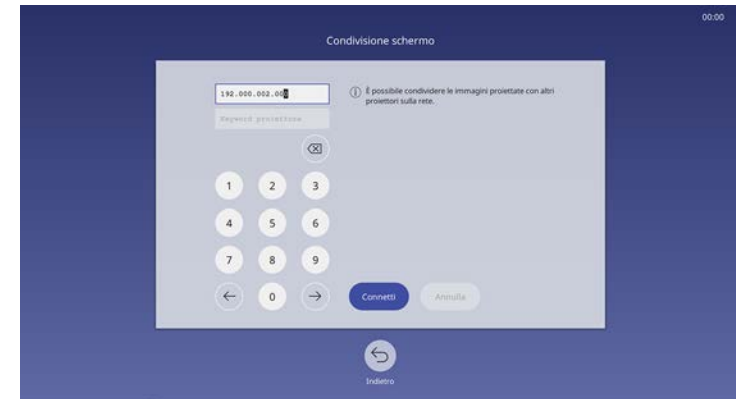 00:00
Condivisione schermo
192.000.002.000
È possibile condividere le immagini proiettate con altri
proiettori sulla rete.
Keyword proiettore
1 2 3
4 5 6
7 8 9
0
Connetti
Annulla
Indietro